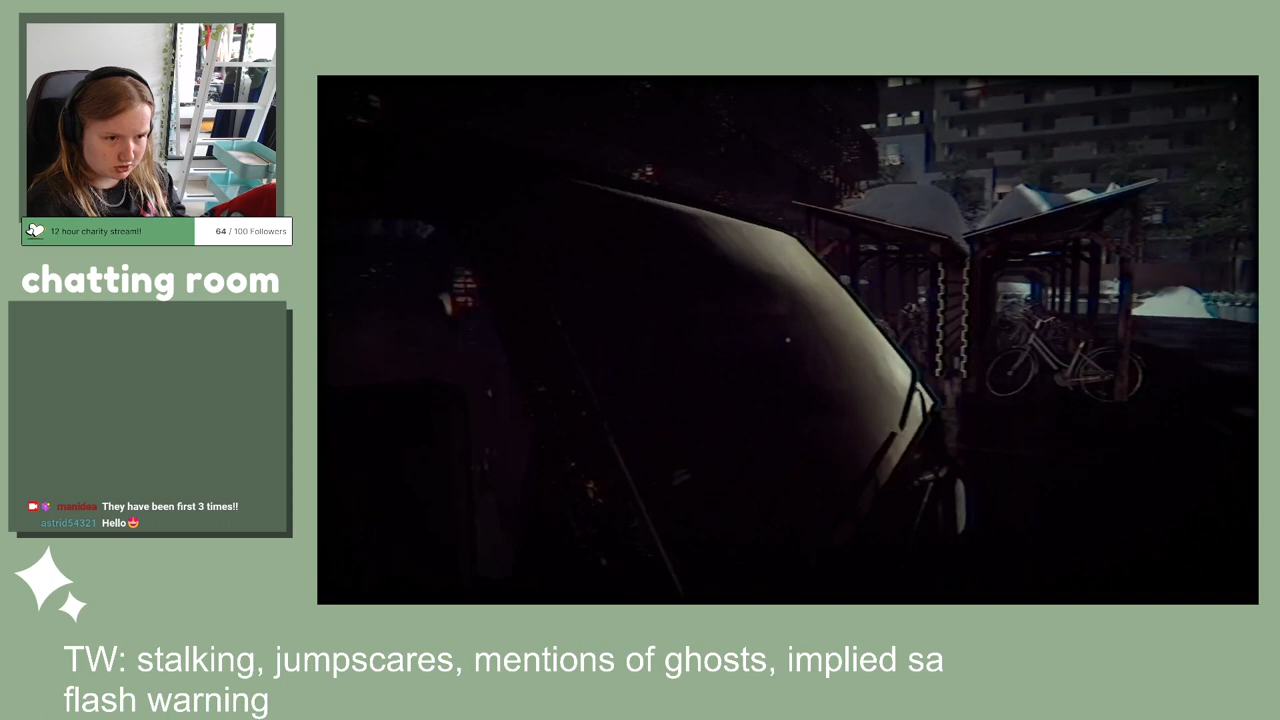 12 hour charity stream!!
64 / 100 Followers
chatting room
manidea They have been first 3 times!!
astrid54321 Hello
TW: stalking, jumpscares, mentions of ghosts, implied sa
flash warning